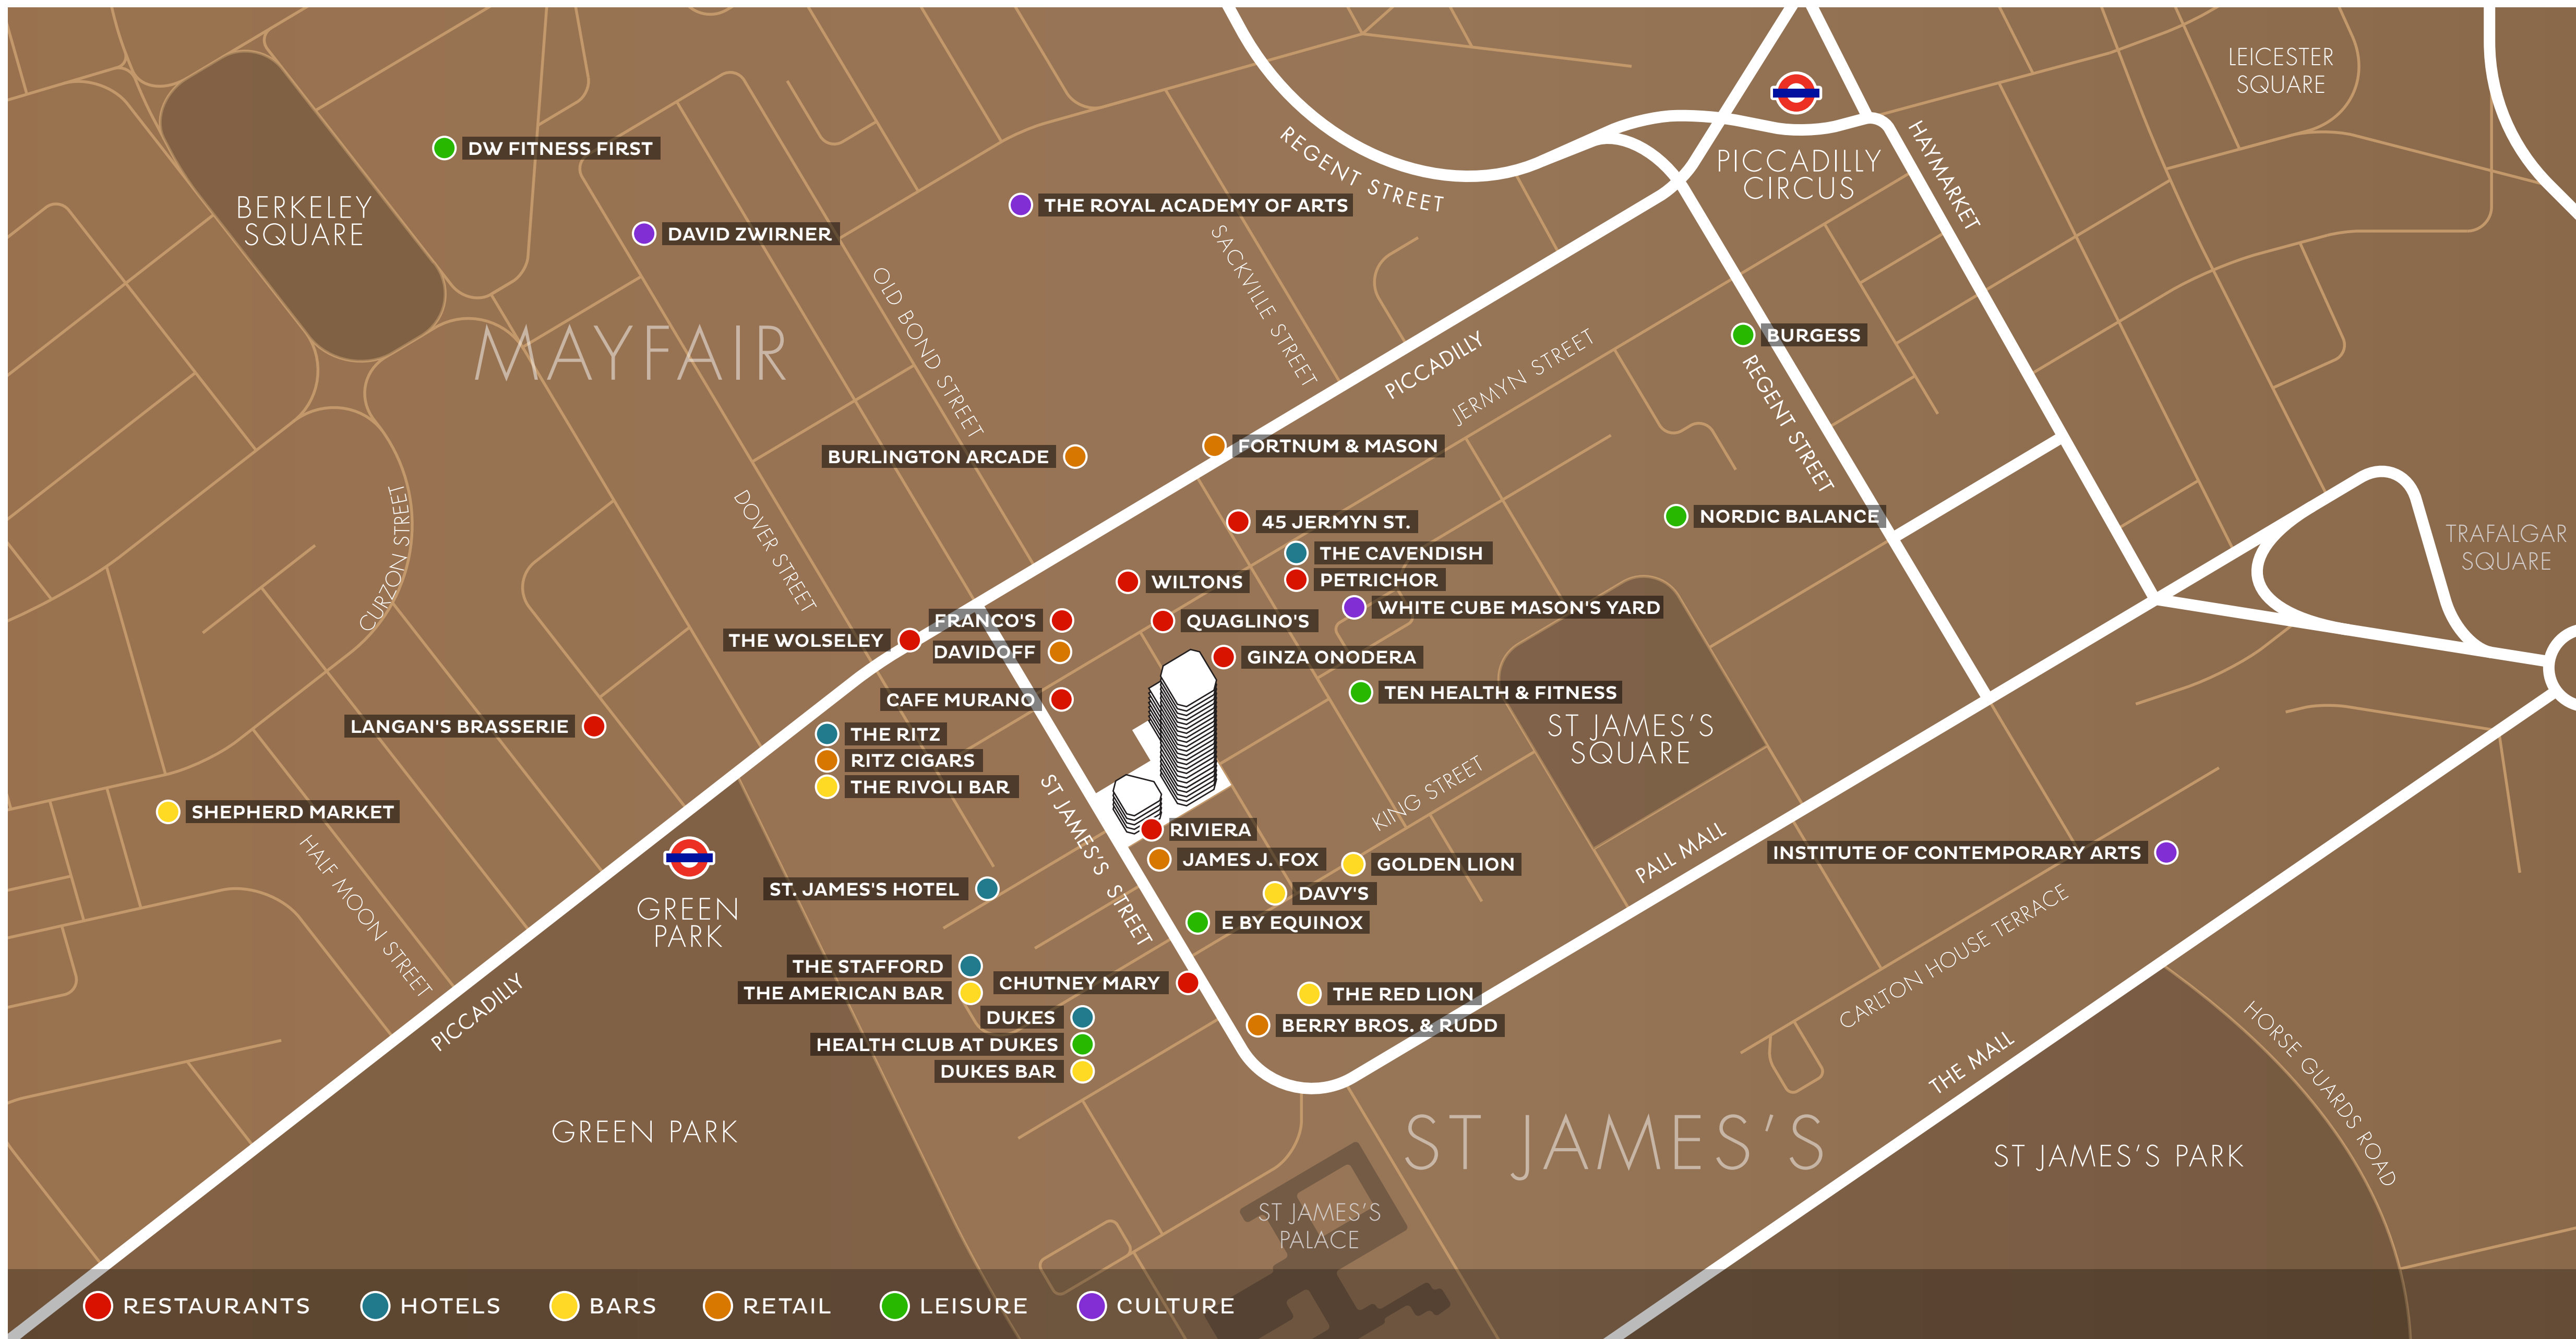 LEICESTER
SQUARE
REGENT STREET
PICCADILLY
CIRCUS
HAYMARKET
DW FITNESS FIRST
BERKELEY
SQUARE
THE ROYAL ACADEMY OF ARTS
DAVID ZWIRNER
SACKVILLE STREET
OLD BOND STREET
MAYFAIR
PICCADILLY
JERMYN STREET
BURGESS
REGENT STREET
BURLINGTON ARCADE
FORTNUM & MASON
CURZON STREET
DOVER STREET
45 JERMYN ST.
NORDIC BALANCE
TRAFALGAR
SQUARE
THE CAVENDISH
WILTONS
PETRICHOR
WHITE CUBE MASON'S YARD
FRANCO'S
QUAGLINO'S
THE WOLSELEY
DAVIDOFF
GINZA ONODERA
CAFE MURANO
TEN HEALTH & FITNESS
LANGAN'S BRASSERIE
THE RITZ
ST JAMES'S
SQUARE
RITZ CIGARS
THE RIVOLI BAR
KING STREET
SHEPHERD MARKET
ST JAMES'S STREET
RIVIERA
HALF MOON STREET
JAMES J. FOX
GOLDEN LION
PALL MALL
INSTITUTE OF CONTEMPORARY ARTS
ST. JAMES'S HOTEL
DAVY'S
GREEN
PARK
E BY EQUINOX
CARLTON HOUSE TERRACE
THE STAFFORD
THE AMERICAN BAR
CHUTNEY MARY
THE RED LION
PICCADILLY
DUKES
BERRY BROS. & RUDD
HEALTH CLUB AT DUKES
DUKES BAR
THE MALL
HORSE GUARDS ROAD
GREEN PARK
ST JAMES'S
ST JAMES'S PARK
ST JAMES'S
PALACE
RESTAURANTS
HOTELS
BARS
RETAIL
LEISURE
CULTURE